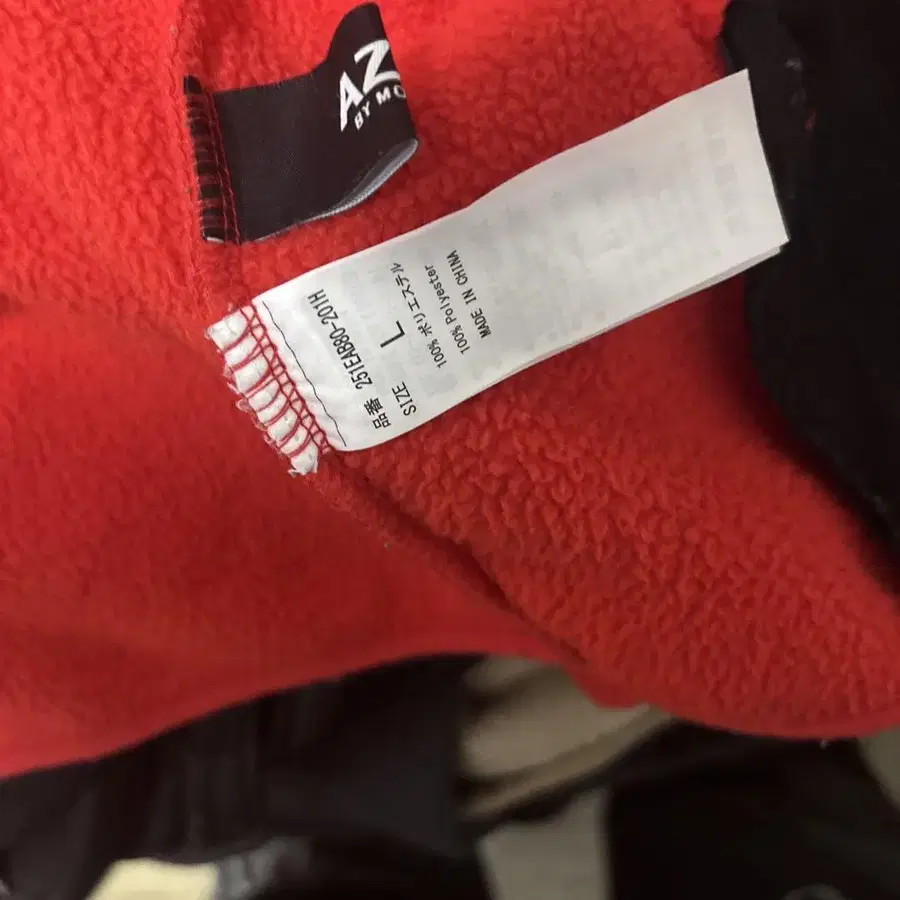 AZ
BY MO
品番 251EAB80-201H
SIZE L
100% ポリエステル
100% Polyester
MADE IN CHINA